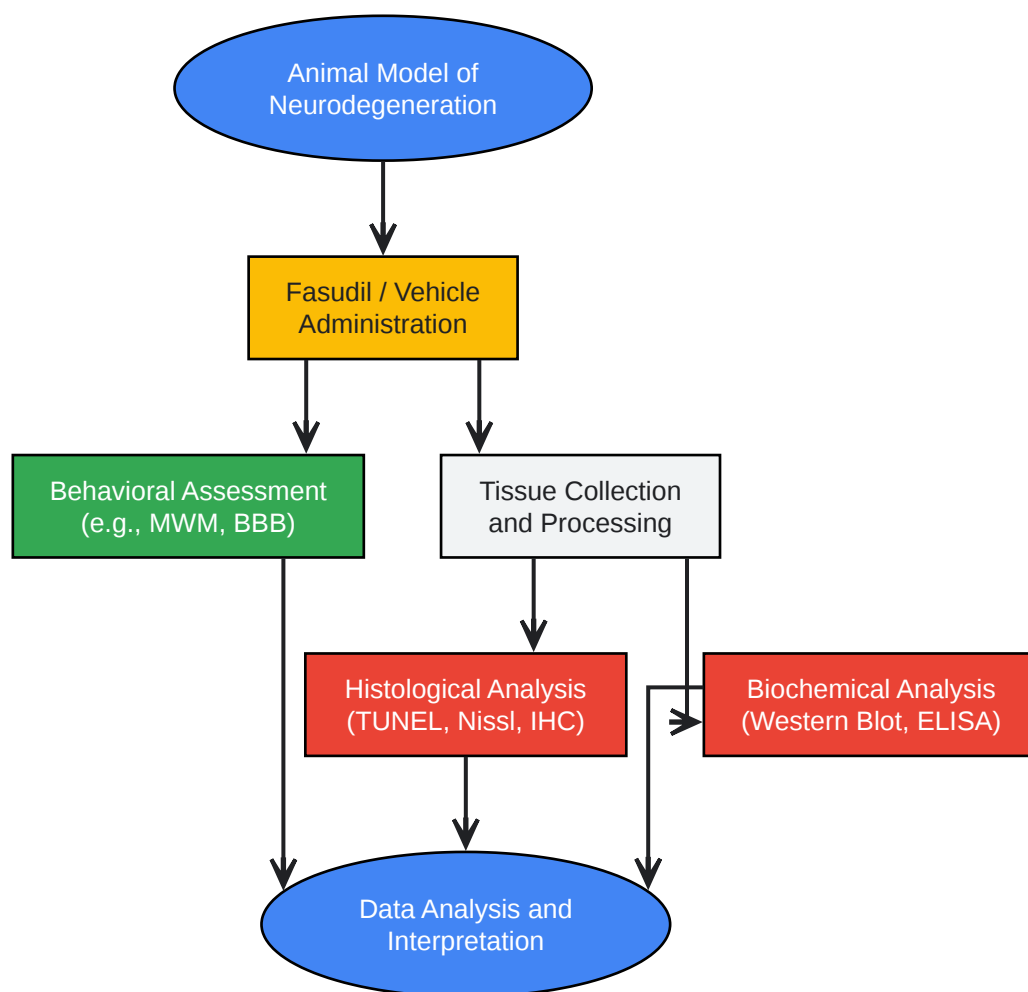 Animal Model of
Neurodegeneration
Fasudil / Vehicle
Administration
Behavioral Assessment
(e.g., MWM, BBB)
Tissue Collection
and Processing
Histological Analysis
(TUNEL, Nissl, IHC)
Biochemical Analysis
(Western Blot, ELISA)
Data Analysis and
Interpretation